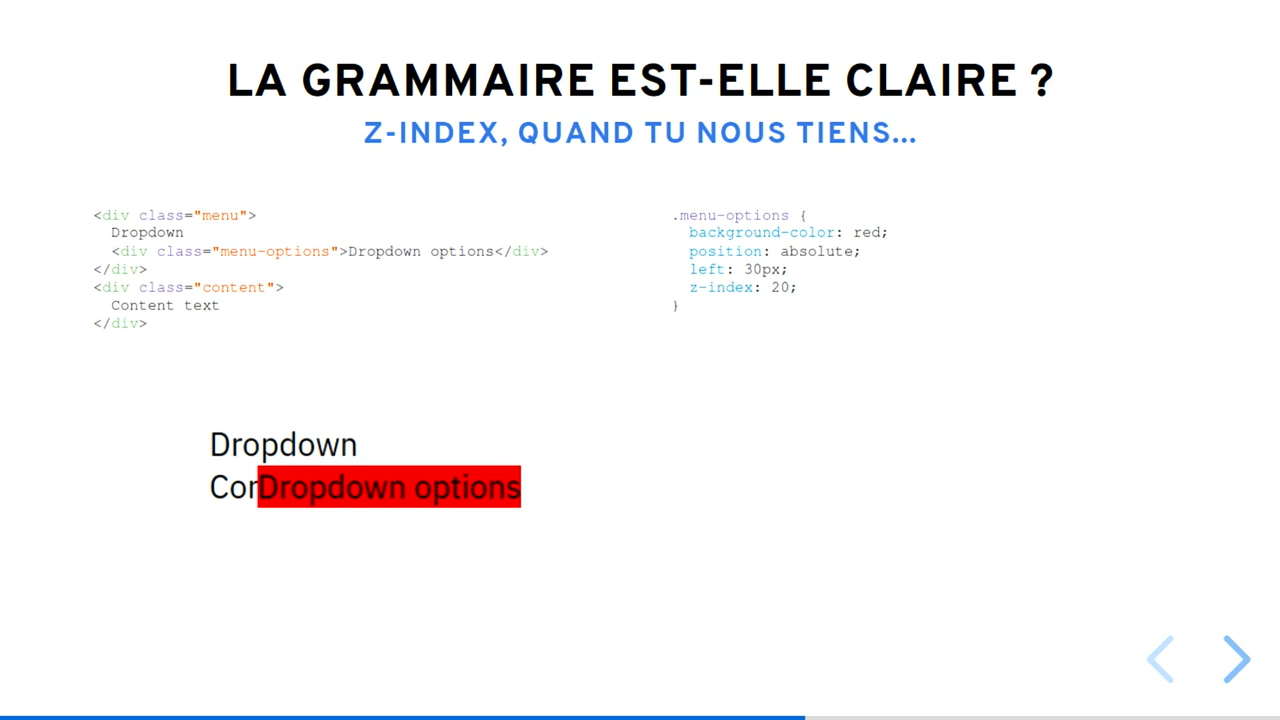 LA GRAMMAIRE EST-ELLE CLAIRE ?
Z-INDEX, QUAND TU NOUS TIENS...
<div class="menu">
  Dropdown
  <div class="menu-options">Dropdown options</div>
</div>
<div class="content">
  Content text
</div>
.menu-options {
  background-color: red;
  position: absolute;
  left: 30px;
  z-index: 20;
}
Dropdown
CorDropdown options